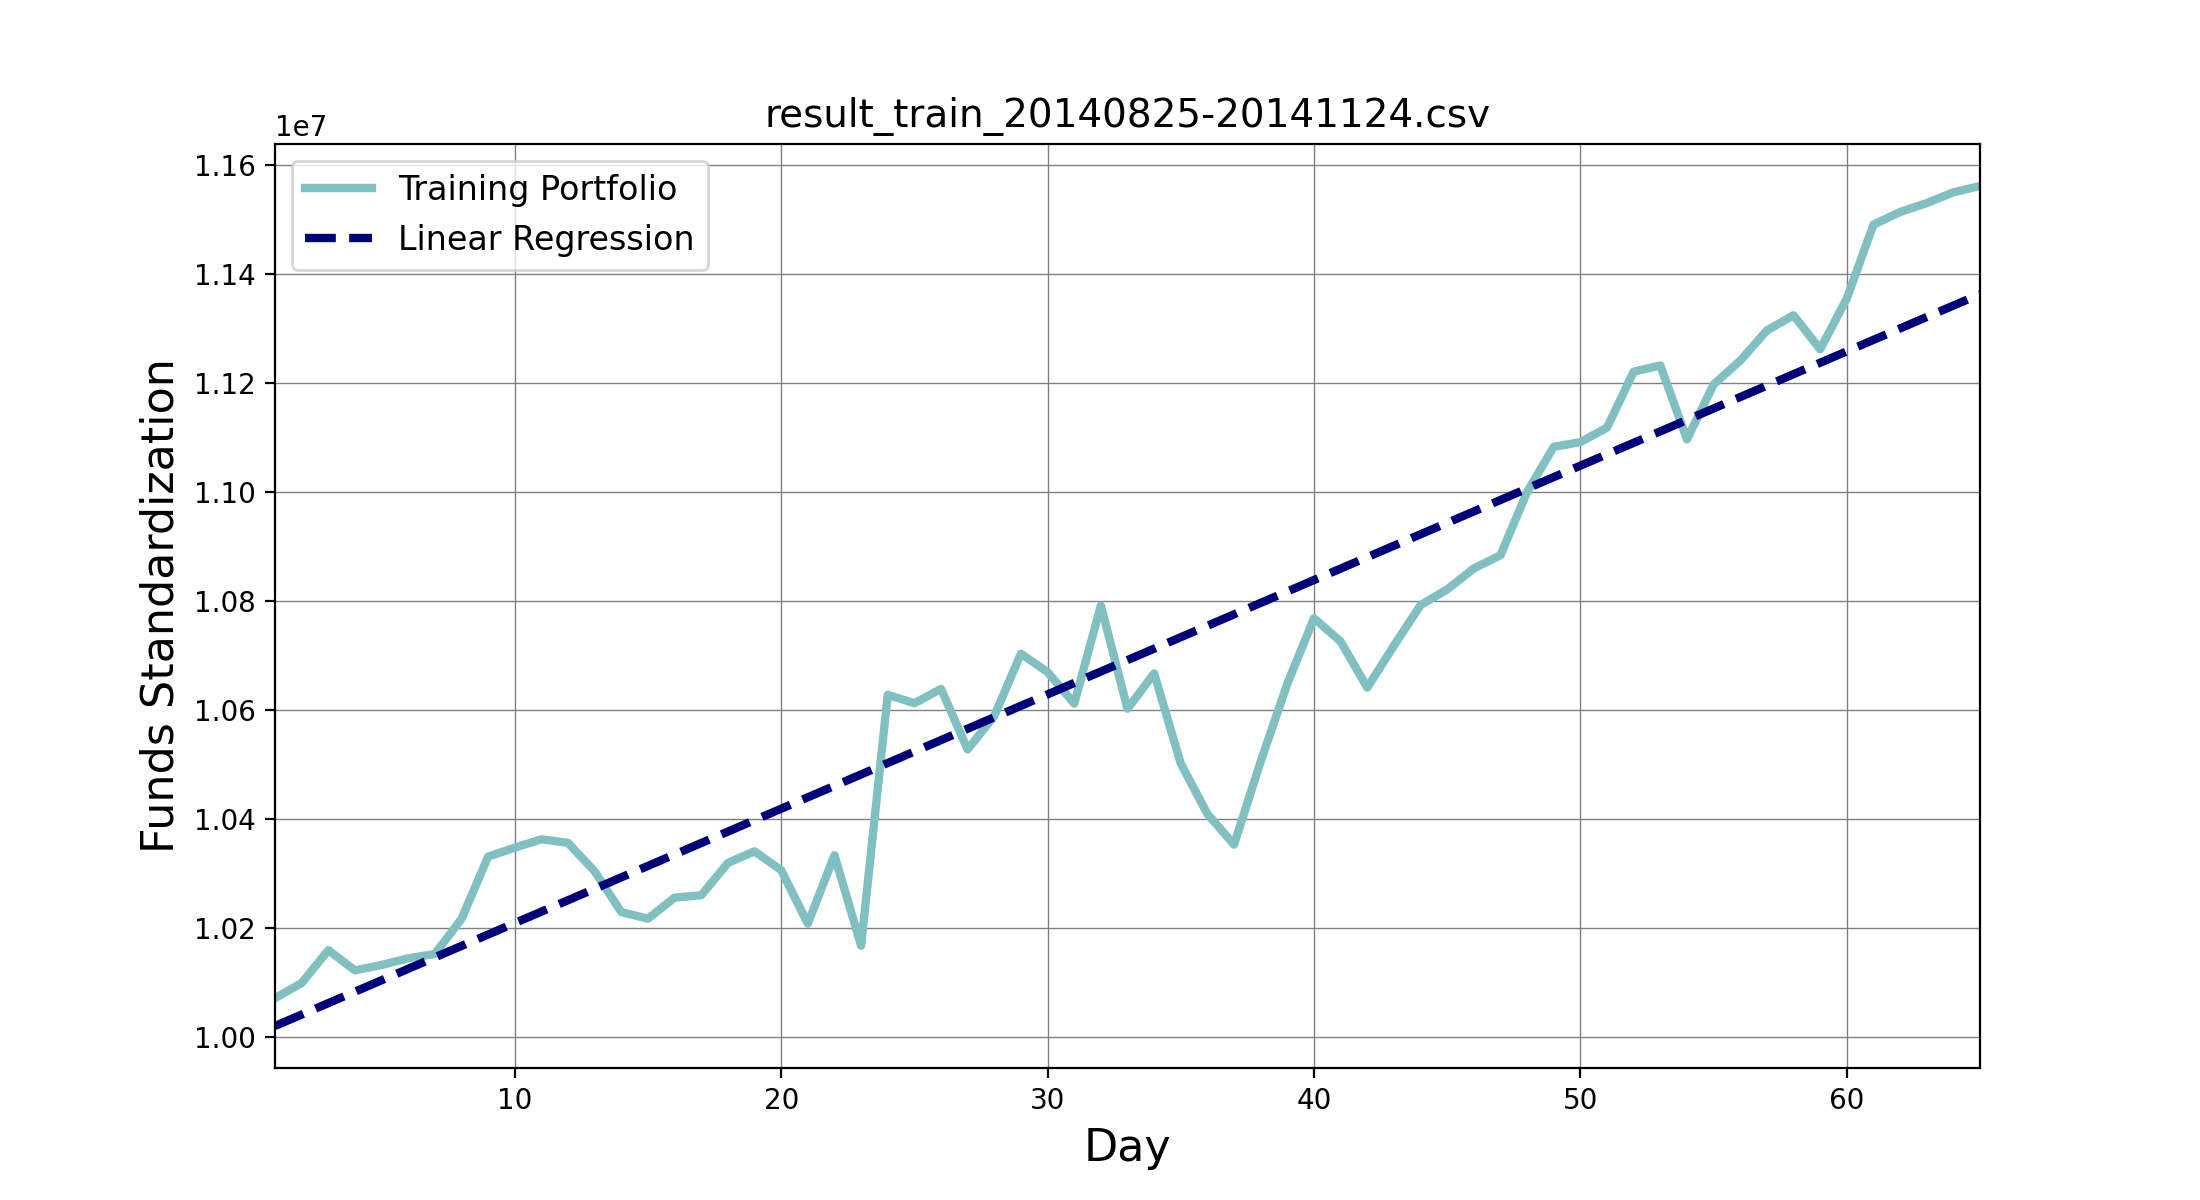 result_train_20140825-20141124.csv
1e7
Training Portfolio
Linear Regression
1.16
1.14
1.12
1.10
1.08
1.06
1.04
1.02
1.00
Funds Standardization
10 20 30 40 50 60
Day